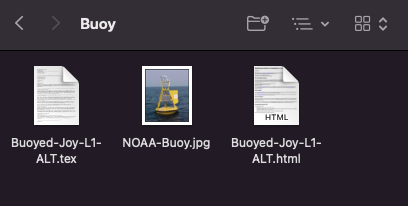 Buoy
Buoyed-Joy-L1-
ALT.tex
NOAA-Buoy.jpg
HTML
Buoyed-Joy-L1-
ALT.html